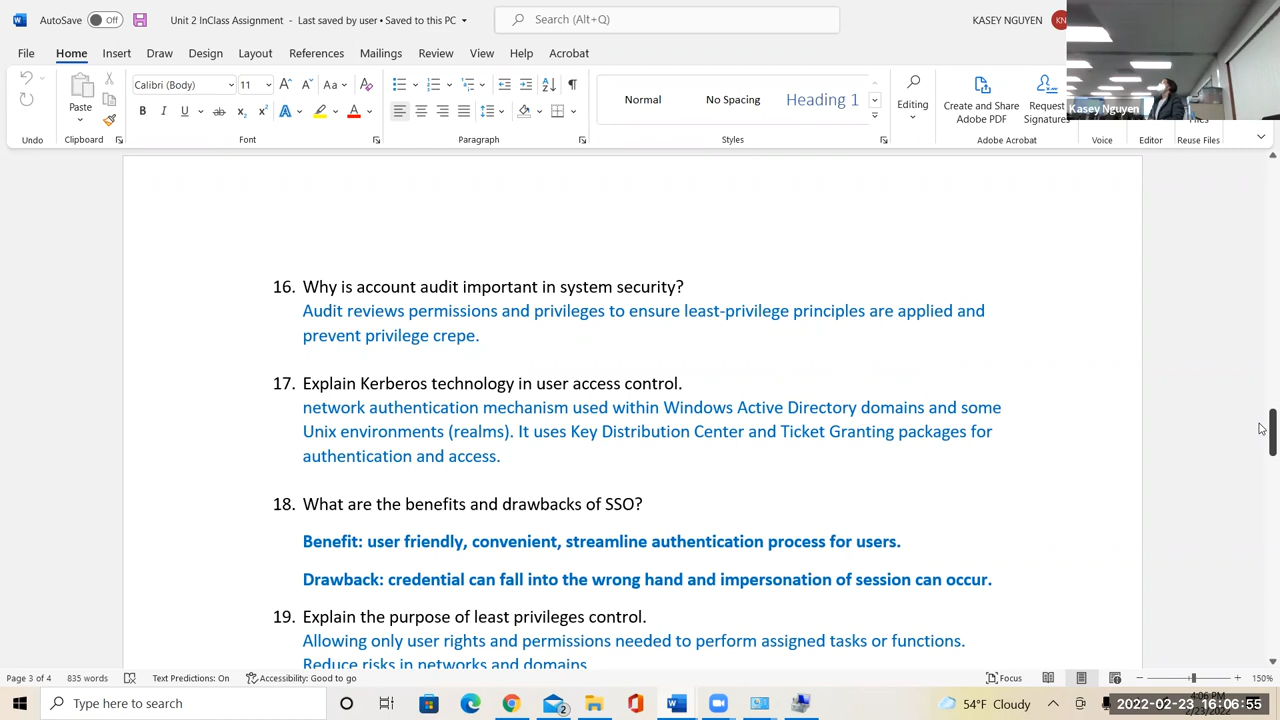 AutoSave Off Unit 2 InClass Assignment - Last saved by user • Saved to this PC Search (Alt+Q) KASEY NGUYEN KN
File Home Insert Draw Design Layout References Mailings Review View Help Acrobat
Kasey Nguyen
Paste Calibri (Body) 11 Aa
Normal No Spacing Heading 1
Editing Create and Share Adobe PDF Request Signatures Files
Undo Clipboard Font Paragraph Styles Adobe Acrobat Voice Editor Reuse Files
16. Why is account audit important in system security?
Audit reviews permissions and privileges to ensure least-privilege principles are applied and
prevent privilege crepe.
17. Explain Kerberos technology in user access control.
network authentication mechanism used within Windows Active Directory domains and some
Unix environments (realms). It uses Key Distribution Center and Ticket Granting packages for
authentication and access.
18. What are the benefits and drawbacks of SSO?
Benefit: user friendly, convenient, streamline authentication process for users.
Drawback: credential can fall into the wrong hand and impersonation of session can occur.
19. Explain the purpose of least privileges control.
Allowing only user rights and permissions needed to perform assigned tasks or functions.
Reduce risks in networks and domains.
Page 3 of 4 835 words Text Predictions: On Accessibility: Good to go Focus 150%
Type here to search 2 54°F Cloudy 4:06 PM
2022-02-23 16:06:55
2/23/2022